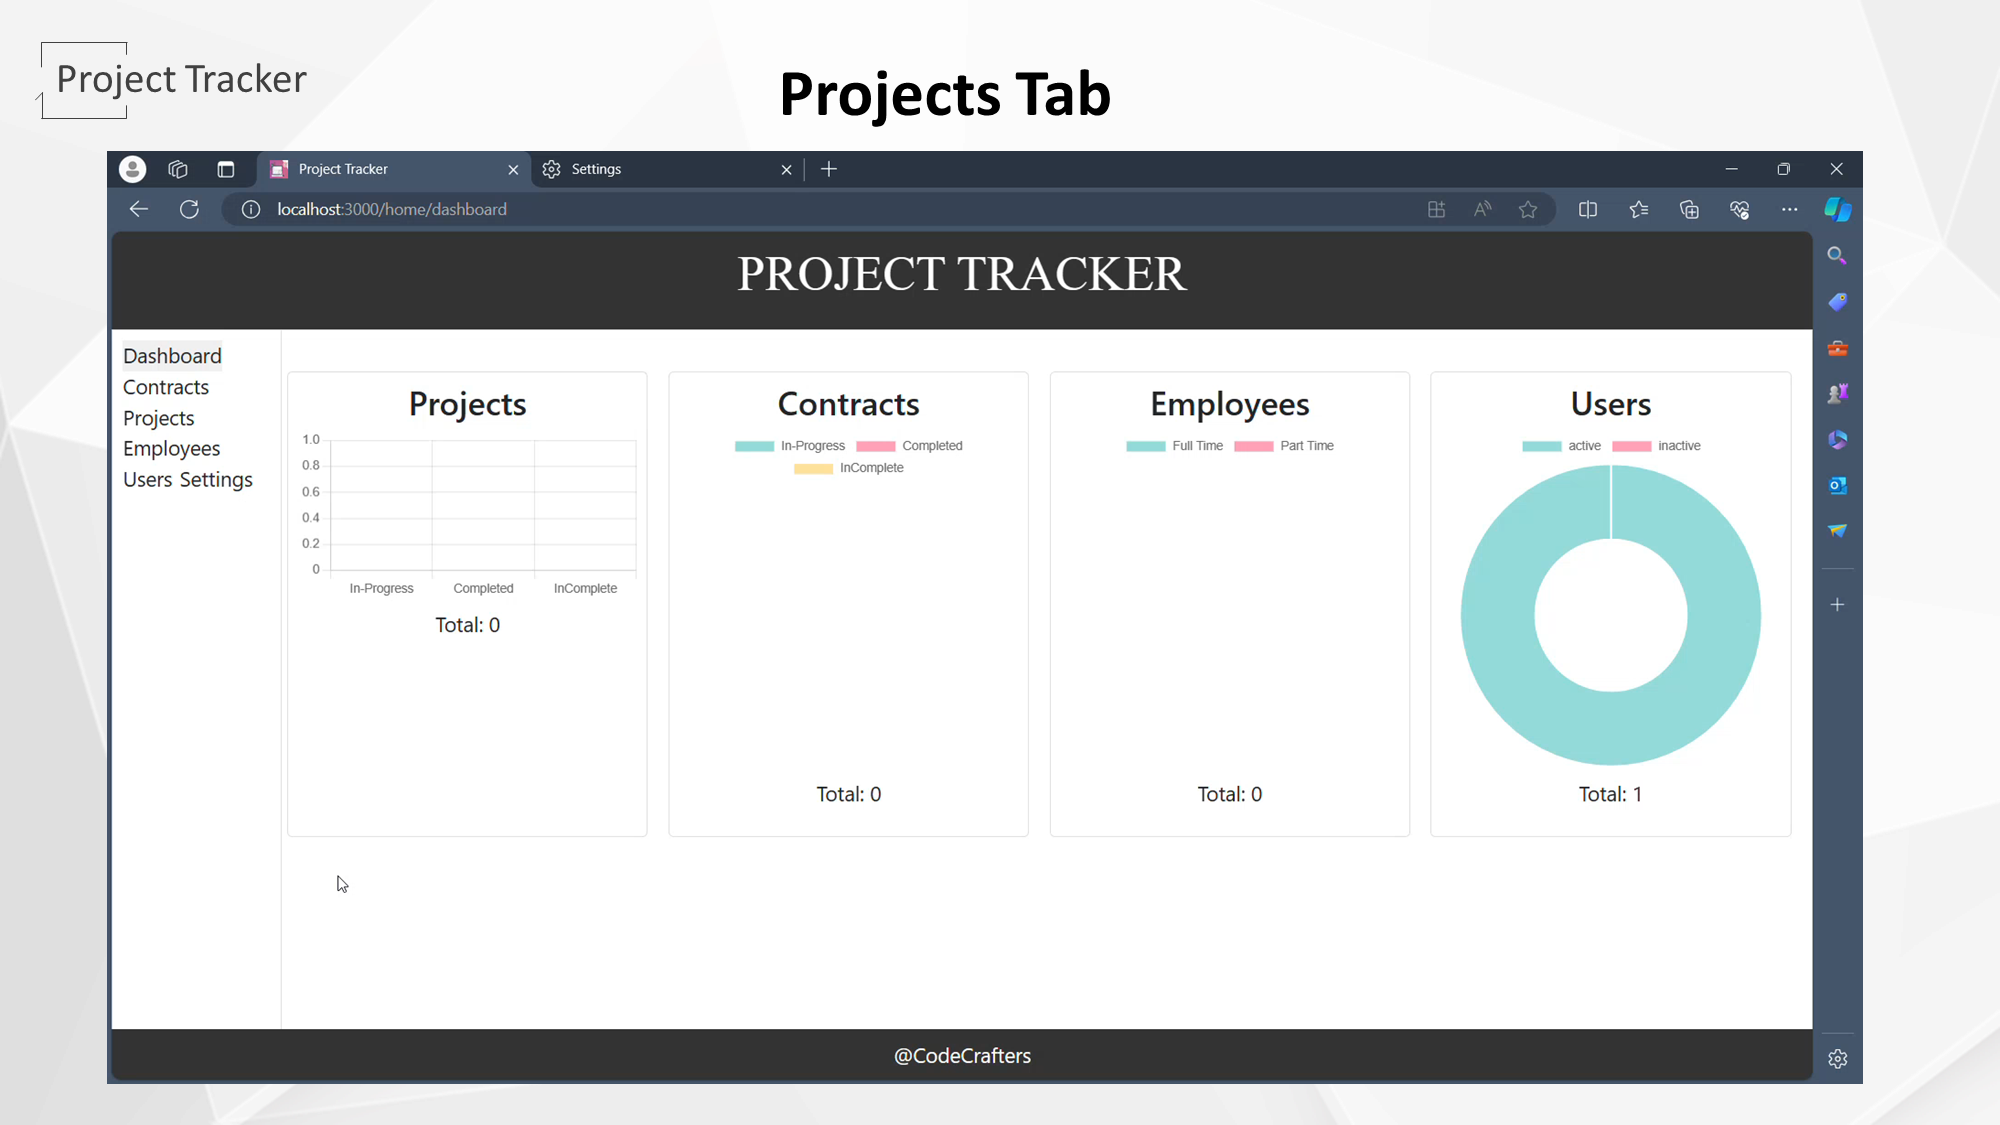 Project Tracker
Projects Tab
Project Tracker
Settings
localhost:3000/home/dashboard
PROJECT TRACKER
Dashboard
Contracts
Projects
Employees
Users Settings
Projects
1.0
0.8
0.6
0.4
0.2
0
In-Progress Completed InComplete
Total: 0
Contracts
In-Progress Completed
InComplete
Total: 0
Employees
Full Time Part Time
Total: 0
Users
active inactive
Total: 1
@CodeCrafters